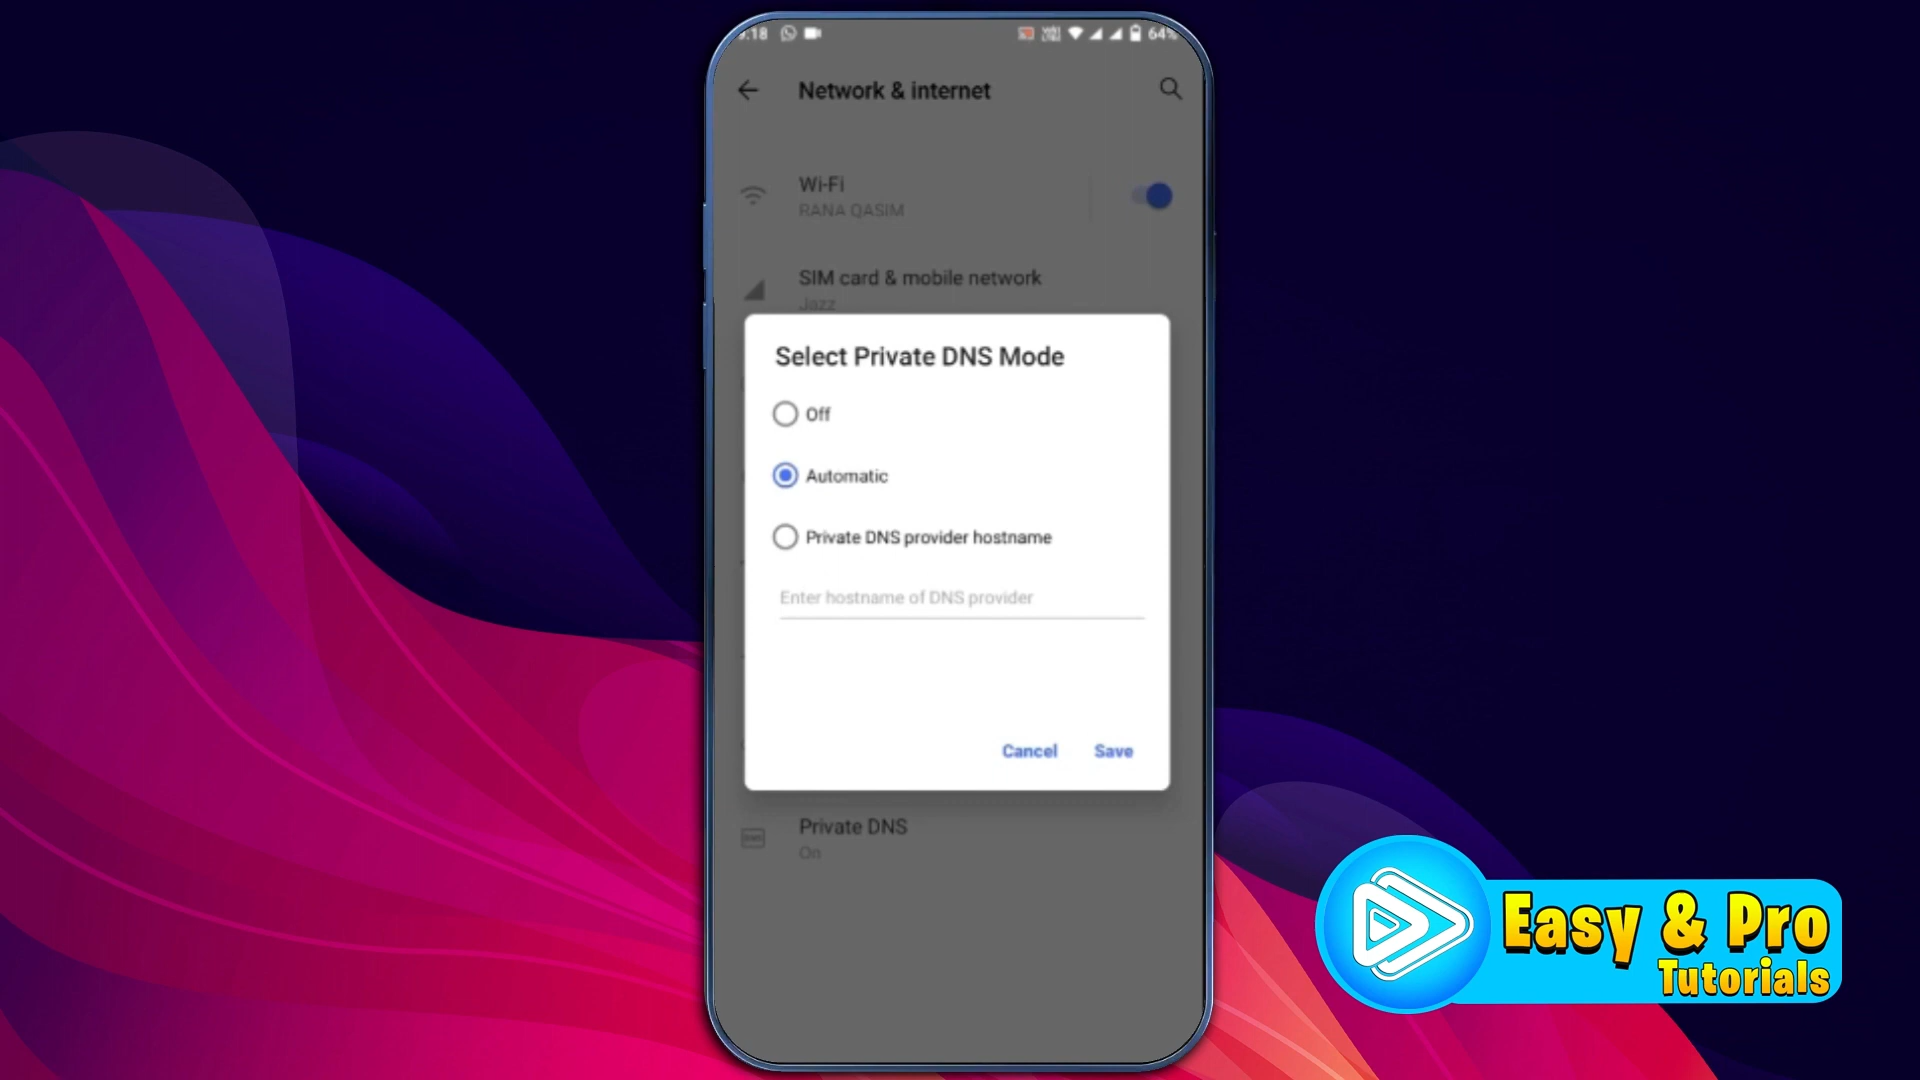 64%
Network & internet
Wi-Fi
RANA QASIM
SIM card & mobile network
Jazz
Select Private DNS Mode
Off
Automatic
Private DNS provider hostname
Enter hostname of DNS provider
Cancel
Save
Private DNS
On
Easy & Pro
Tutorials